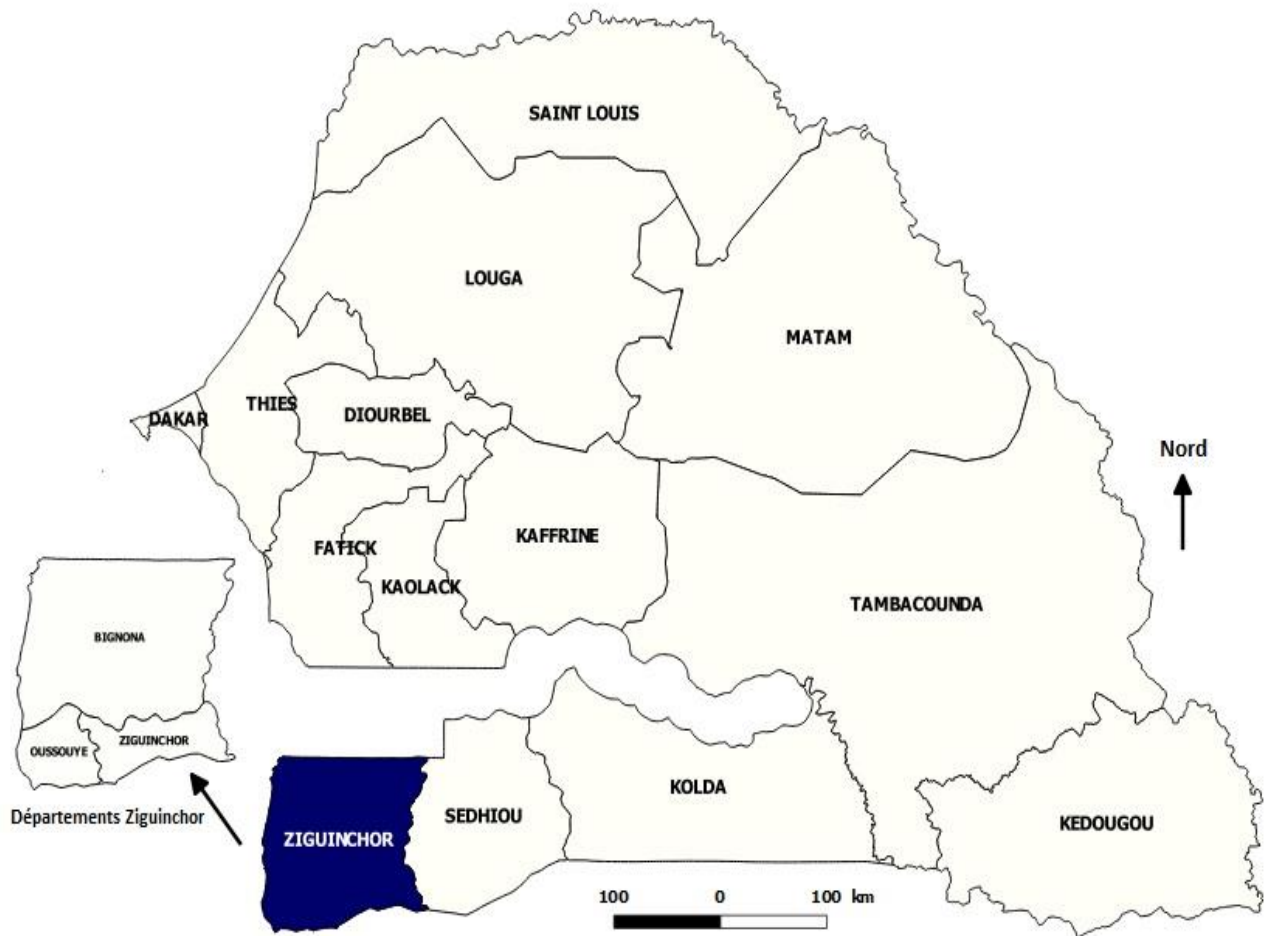 SAINT LOUIS
LOUGA
MATAM
DAKAR
THIES
DIOURBEL
Nord
FATICK
KAOLACK
KAFFRINE
TAMBACOUNDA
BIGNONA
OUSSOUYE
ZIGUINCHOR
Départements Ziguinchor
ZIGUINCHOR
SEDHIOU
KOLDA
KEDOUGOU
100 0 100 km